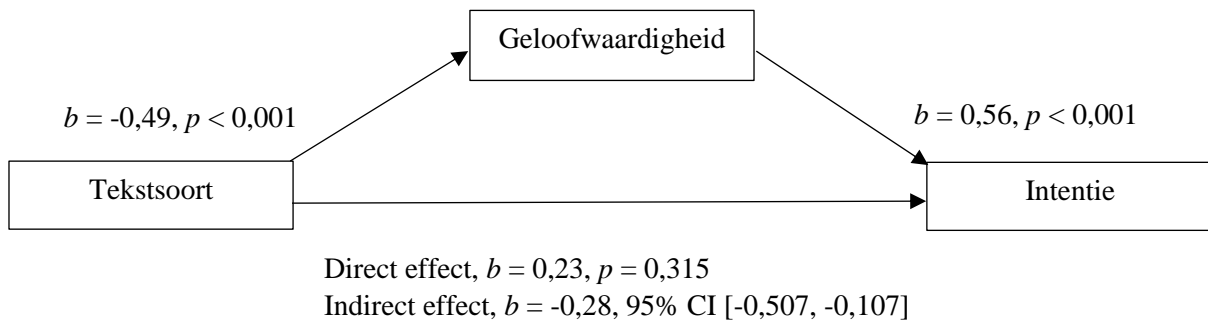 Geloofwaardigheid
b = -0,49, p < 0,001
b = 0,56, p < 0,001
Tekstsoort
Intentie
Direct effect, b = 0,23, p = 0,315
Indirect effect, b = -0,28, 95% CI [-0,507, -0,107]